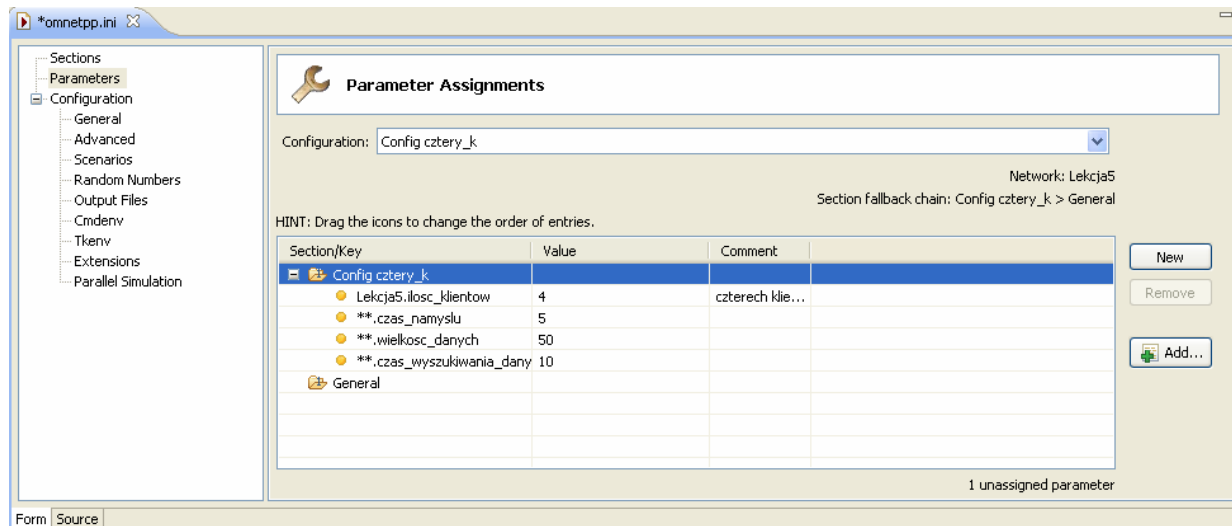 *omnetpp.ini
Sections
Parameters
Configuration
General
Advanced
Scenarios
Random Numbers
Output Files
Cmdenv
Tkenv
Extensions
Parallel Simulation
Parameter Assignments
Configuration: Config cztery_k
Network: Lekcja5
Section fallback chain: Config cztery_k > General
HINT: Drag the icons to change the order of entries.
Section/Key Value Comment
Config cztery_k
Lekcja5.ilosc_klientow 4 czterech klie...
**.czas_namyslu 5
**.wielkosc_danych 50
**.czas_wyszukiwania_dany 10
General
New
Remove
Add...
1 unassigned parameter
Form Source